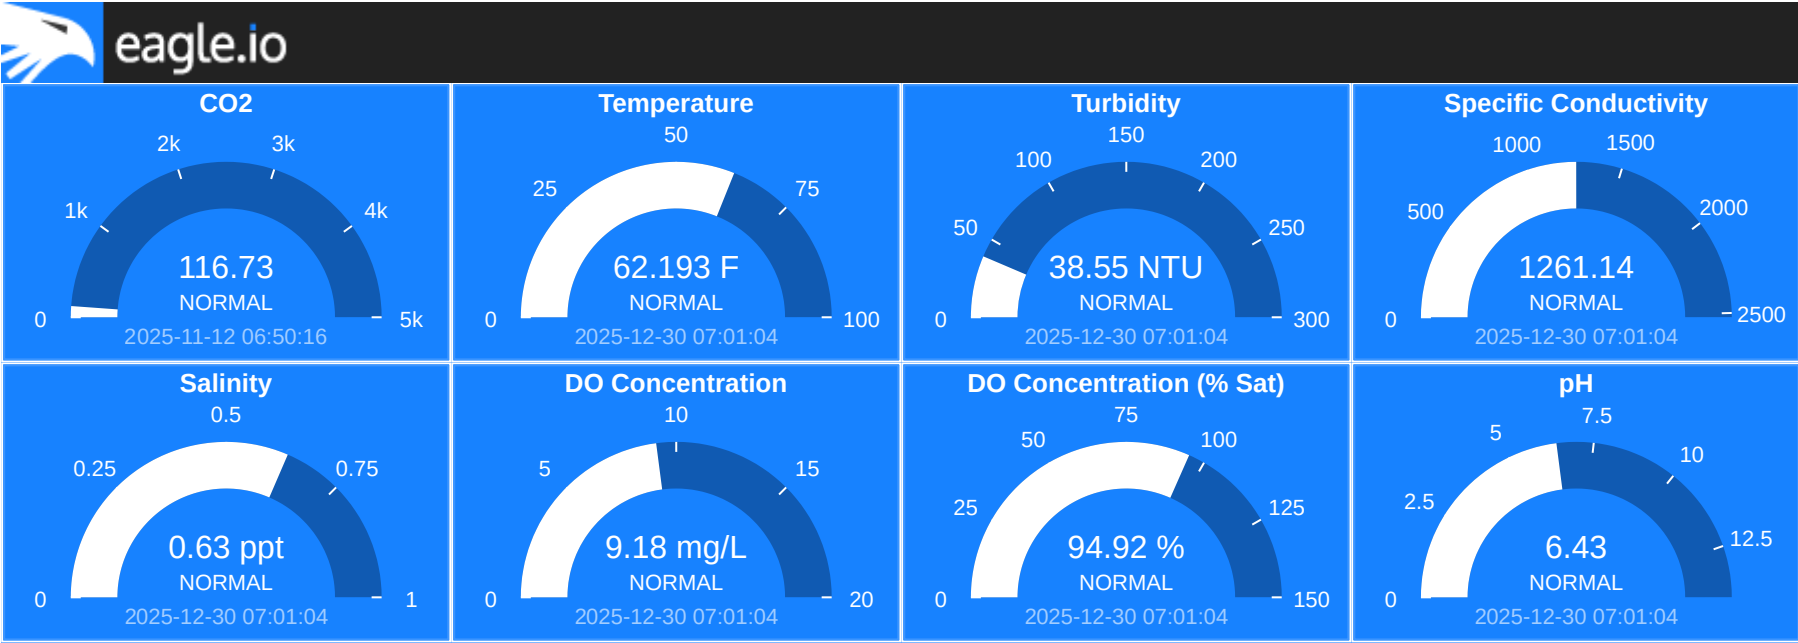 eagle.io
CO2
2k 3k
1k 4k
116.73
NORMAL
0 5k
2025-11-12 06:50:16
Temperature
50
25 75
62.193 F
NORMAL
0 100
2025-12-30 07:01:04
Turbidity
150
100 200
50 250
38.55 NTU
NORMAL
0 300
2025-12-30 07:01:04
Specific Conductivity
1000 1500
500 2000
1261.14
NORMAL
0 2500
2025-12-30 07:01:04
Salinity
0.5
0.25 0.75
0.63 ppt
NORMAL
0 1
2025-12-30 07:01:04
DO Concentration
10
5 15
9.18 mg/L
NORMAL
0 20
2025-12-30 07:01:04
DO Concentration (% Sat)
75
50 100
25 125
94.92 %
NORMAL
0 150
2025-12-30 07:01:04
pH
7.5
5 10
2.5 12.5
6.43
NORMAL
0
2025-12-30 07:01:04